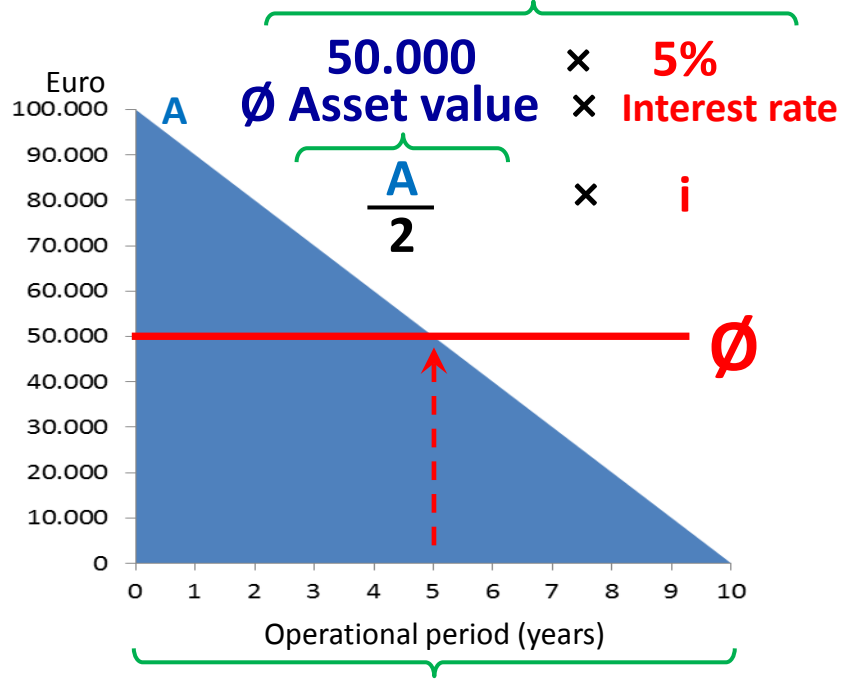 50.000 × 5%
Ø Asset value × Interest rate
A
2
× i
Euro
A
100.000
90.000
80.000
70.000
60.000
50.000
40.000
30.000
20.000
10.000
0
Ø
0 1 2 3 4 5 6 7 8 9 10
Operational period (years)